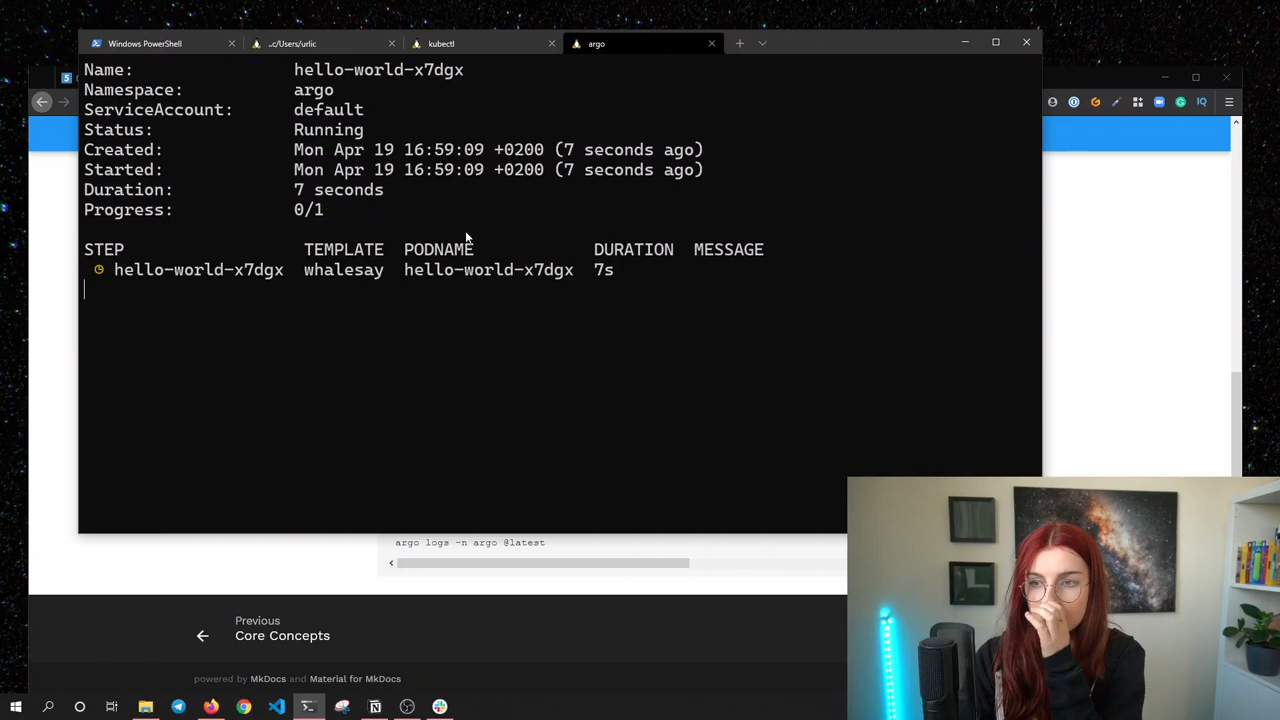 Windows PowerShell
..c/Users/urlic
kubectl
argo
Name: hello-world-x7dgx
Namespace: argo
ServiceAccount: default
Status: Running
Created: Mon Apr 19 16:59:09 +0200 (7 seconds ago)
Started: Mon Apr 19 16:59:09 +0200 (7 seconds ago)
Duration: 7 seconds
Progress: 0/1
STEP TEMPLATE PODNAME DURATION MESSAGE
hello-world-x7dgx whalesay hello-world-x7dgx 7s
argo logs -n argo @latest
Previous
Core Concepts
powered by MkDocs and Material for MkDocs
IQ